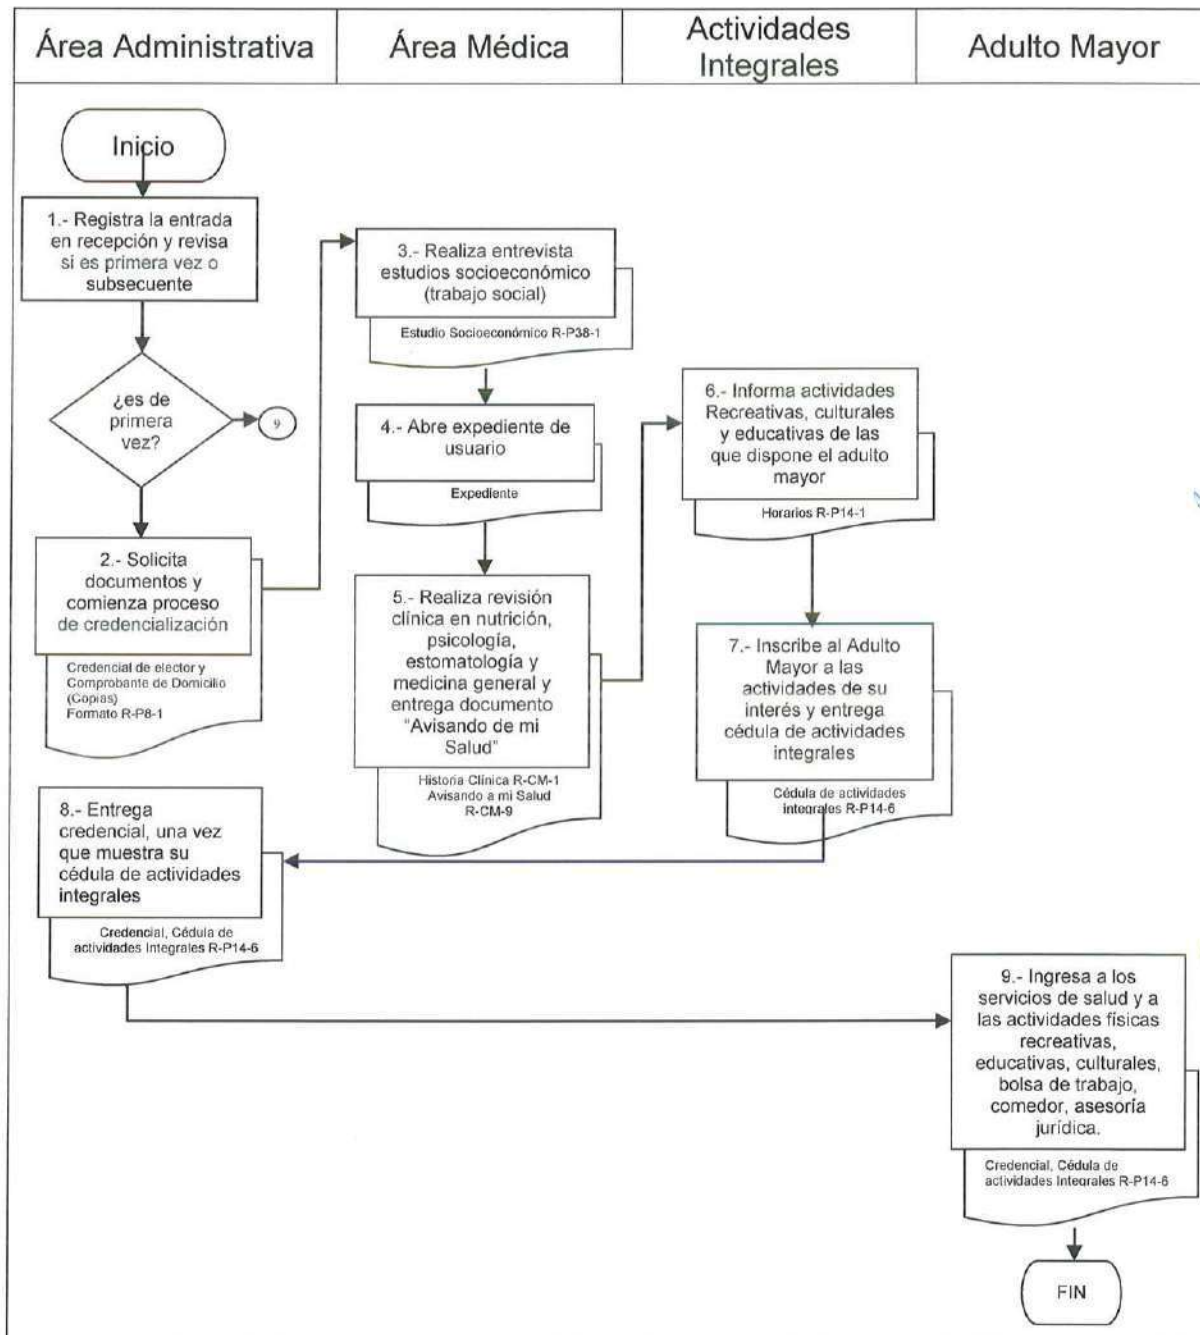 Área Administrativa
Área Médica
Actividades
Integrales
Adulto Mayor
Inicio
1.- Registra la entrada
en recepción y revisa
si es primera vez o
subsecuente
¿es de
primera
vez?
9
2.- Solicita
documentos y
comienza proceso
de credencialización
Credencial de elector y
Comprobante de Domicilio
(Copias)
Formato R-P8-1
3.- Realiza entrevista
estudios socioeconómico
(trabajo social)
Estudio Socioeconómico R-P38-1
4.- Abre expediente de
usuario
Expediente
5.- Realiza revisión
clínica en nutrición,
psicología,
estomatología y
medicina general y
entrega documento
"Avisando de mi
Salud"
Historia Clínica R-CM-1
Avisando a mi Salud
R-CM-9
6.- Informa actividades
Recreativas, culturales
y educativas de las
que dispone el adulto
mayor
Horarios R-P14-1
7.- Inscribe al Adulto
Mayor a las
actividades de su
interés y entrega
cédula de actividades
integrales
Cédula de actividades
integrales R-P14-6
8.- Entrega
credencial, una vez
que muestra su
cédula de actividades
integrales
Credencial, Cédula de
actividades Integrales R-P14-6
9.- Ingresa a los
servicios de salud y a
las actividades físicas
recreativas,
educativas, culturales,
bolsa de trabajo,
comedor, asesoría
jurídica.
Credencial, Cédula de
actividades Integrales R-P14-6
FIN